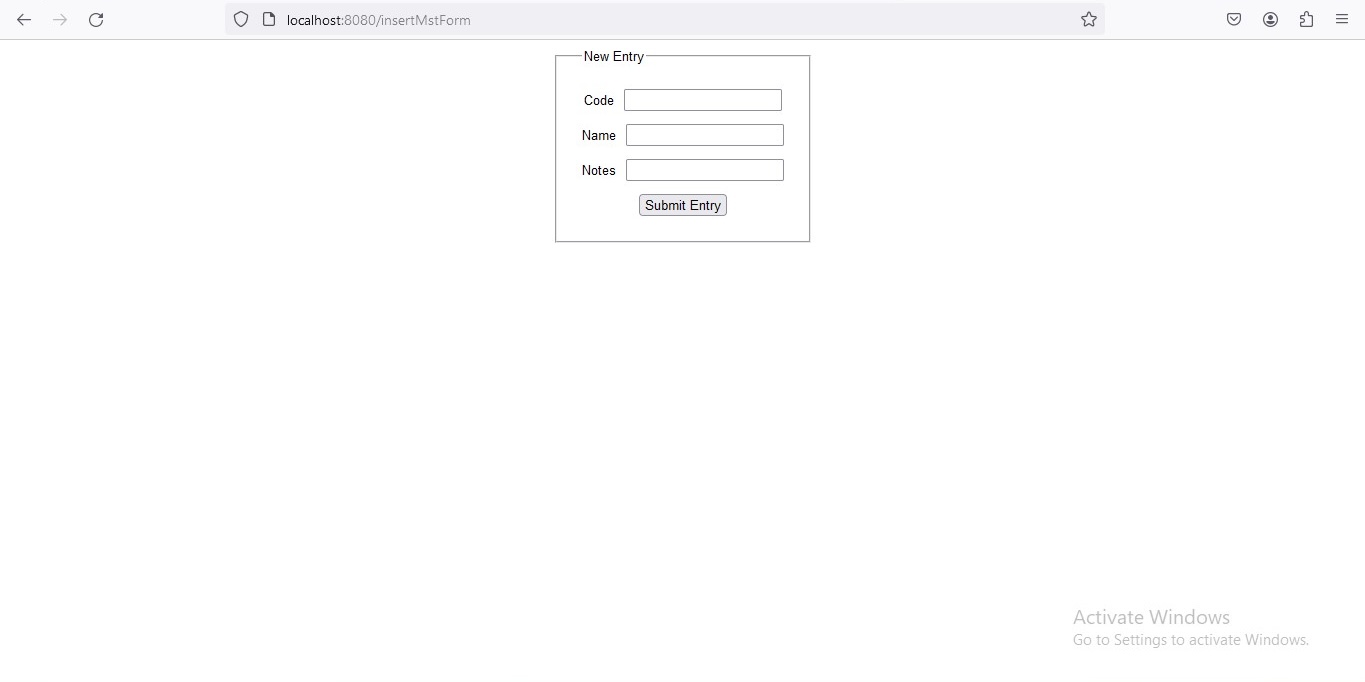 localhost:8080/insertMstForm
New Entry
Code
Name
Notes
Submit Entry
Activate Windows
Go to Settings to activate Windows.